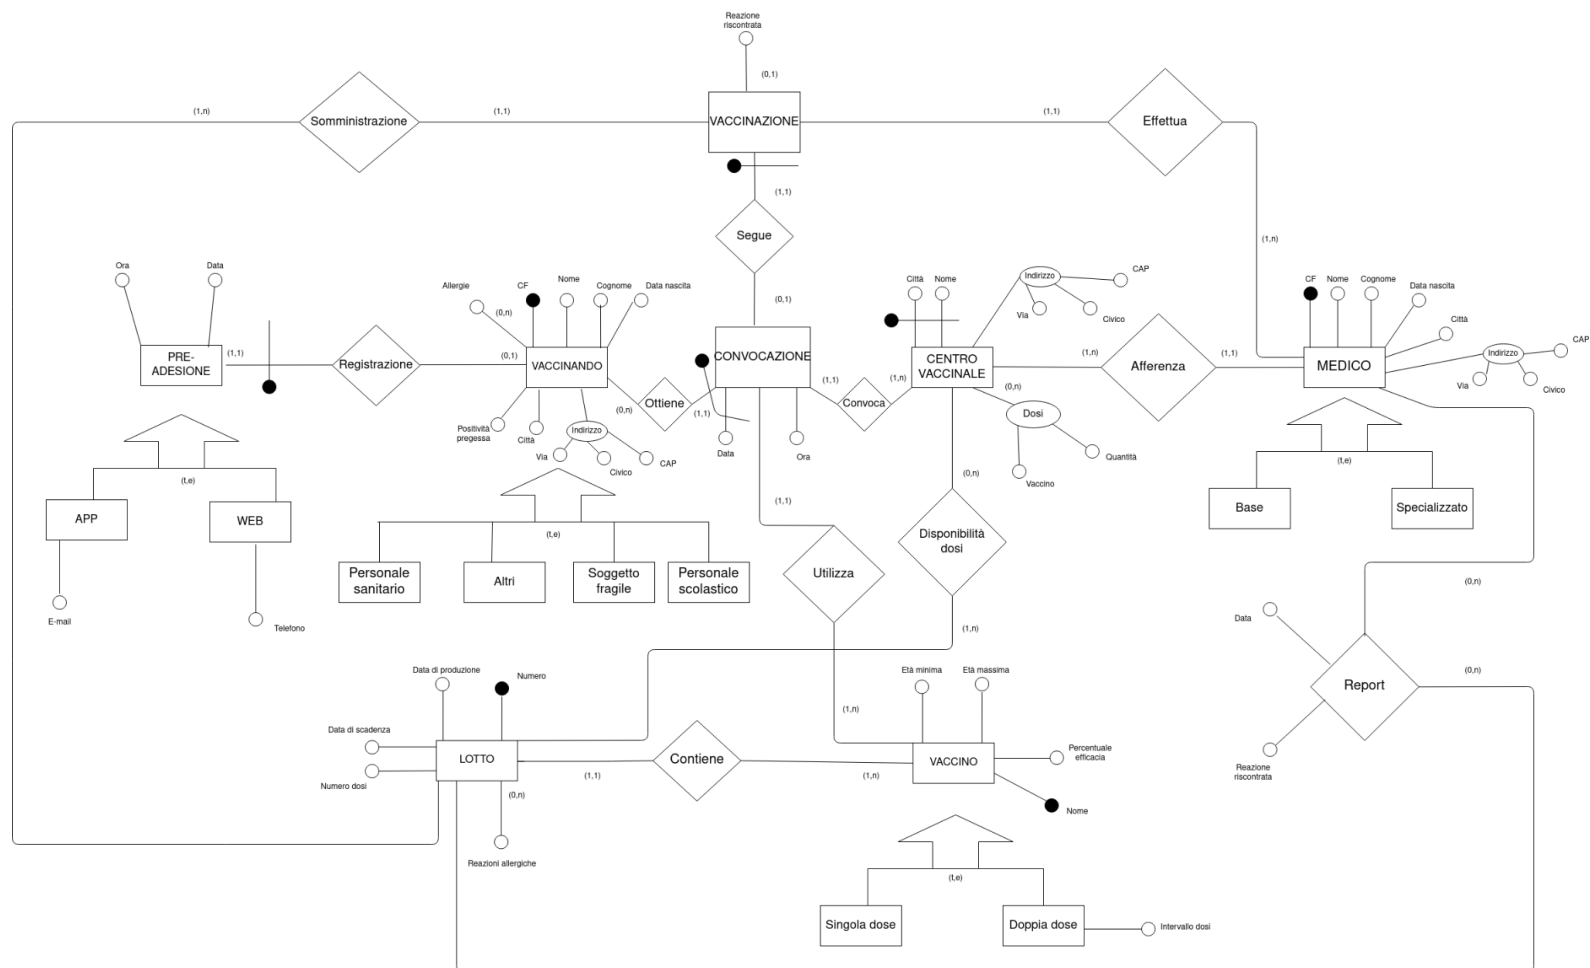 Reazione
riscontrata
(0,1)
(1,n)
Somministrazione
(1,1)
VACCINAZIONE
(1,1)
Effettua
(1,1)
Segue
(1,n)
Ora
Data
Allergie
CF
Nome
Cognome
Data nascita
(0,n)
(0,1)
Città
Nome
Indirizzo
CAP
Via
Civico
CF
Nome
Cognome
Data nascita
Città
Indirizzo
CAP
Via
Civico
PRE-
ADESIONE
(1,1)
Registrazione
(0,1)
VACCINANDO
CONVOCAZIONE
(1,1)
Convoca
(1,n)
CENTRO
VACCINALE
(1,n)
Afferenza
(1,1)
MEDICO
(0,n)
Ottiene
(1,1)
(0,n)
Dosi
Quantità
Vaccino
Positività
pregessa
Città
Indirizzo
Via
Civico
CAP
Data
Ora
(t,e)
APP
WEB
E-mail
Telefono
(t,e)
Personale
sanitario
Altri
Soggetto
fragile
Personale
scolastico
(1,1)
Utilizza
(0,n)
Disponibilità
dosi
(1,n)
(t,e)
Base
Specializzato
(0,n)
Data
Report
(0,n)
Reazione
riscontrata
Data di produzione
Numero
Data di scadenza
Numero dosi
LOTTO
(0,n)
Reazioni allergiche
(1,1)
Contiene
(1,n)
(1,n)
Età minima
Età massima
VACCINO
Percentuale
efficacia
Nome
(t,e)
Singola dose
Doppia dose
Intervallo dosi